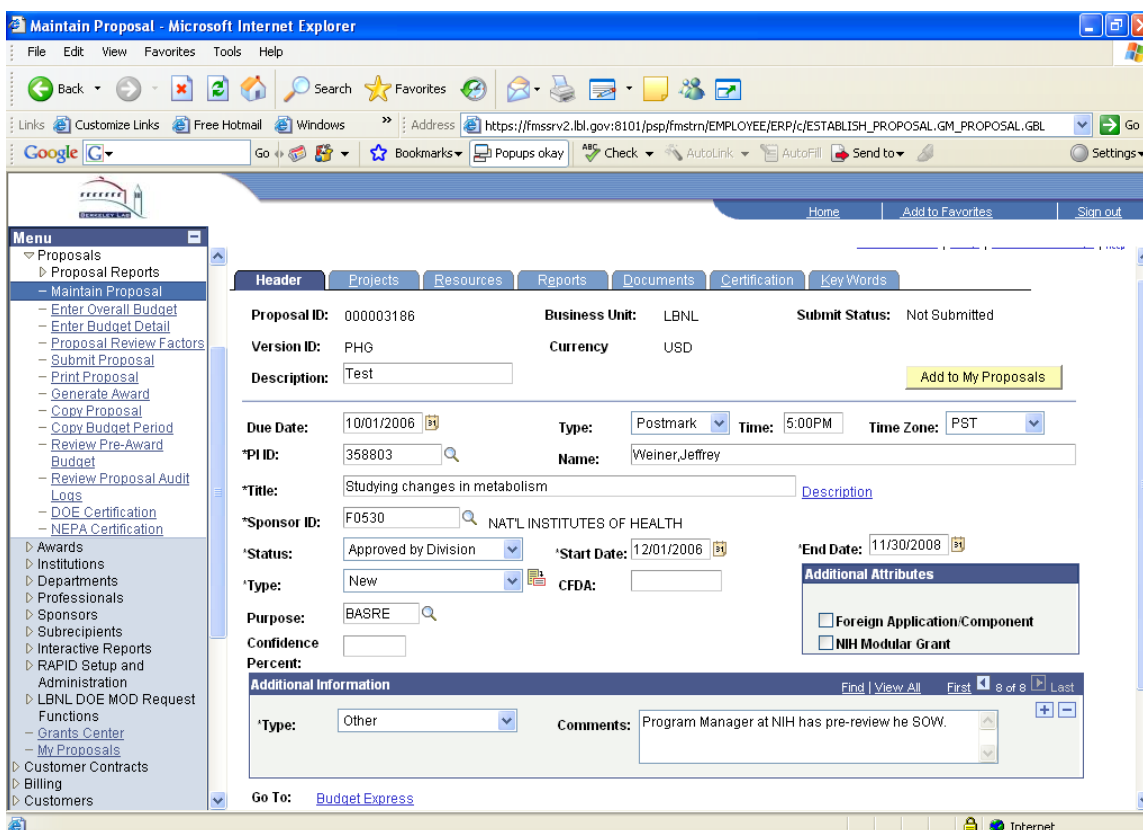 Maintain Proposal - Microsoft Internet Explorer
File Edit View Favorites Tools Help
Back Search Favorites
Links Customize Links Free Hotmail Windows » Address https://fmssrv2.lbl.gov:8101/psp/fmstrn/EMPLOYEE/ERP/c/ESTABLISH_PROPOSAL.GM_PROPOSAL.GBL Go
Google G Go Bookmarks Popups okay ABC Check AutoLink AutoFill Send to Settings
BERKELEY LAB
Home Add to Favorites Sign out
Menu
Proposals
Proposal Reports
Maintain Proposal
Enter Overall Budget
Enter Budget Detail
Proposal Review Factors
Submit Proposal
Print Proposal
Generate Award
Copy Proposal
Copy Budget Period
Review Pre-Award
Budget
Review Proposal Audit
Logs
DOE Certification
NEPA Certification
Awards
Institutions
Departments
Professionals
Sponsors
Subrecipients
Interactive Reports
RAPID Setup and
Administration
LBNL DOE MOD Request
Functions
Grants Center
My Proposals
Customer Contracts
Billing
Customers
Header Projects Resources Reports Documents Certification Key Words
Proposal ID: 000003186 Business Unit: LBNL Submit Status: Not Submitted
Version ID: PHG Currency USD
Description: Test Add to My Proposals
Due Date: 10/01/2006 31 Type: Postmark Time: 5:00PM Time Zone: PST
*PI ID: 358803 Name: Weiner,Jeffrey
*Title: Studying changes in metabolism Description
*Sponsor ID: F0530 NAT'L INSTITUTES OF HEALTH
*Status: Approved by Division *Start Date: 12/01/2006 31 *End Date: 11/30/2008 31
*Type: New CFDA: Additional Attributes
Purpose: BASRE Foreign Application/Component
Confidence NIH Modular Grant
Percent:
Additional Information Find | View All First 8 of 8 Last
*Type: Other Comments: Program Manager at NIH has pre-review he SOW.
Go To: Budget Express
Internet